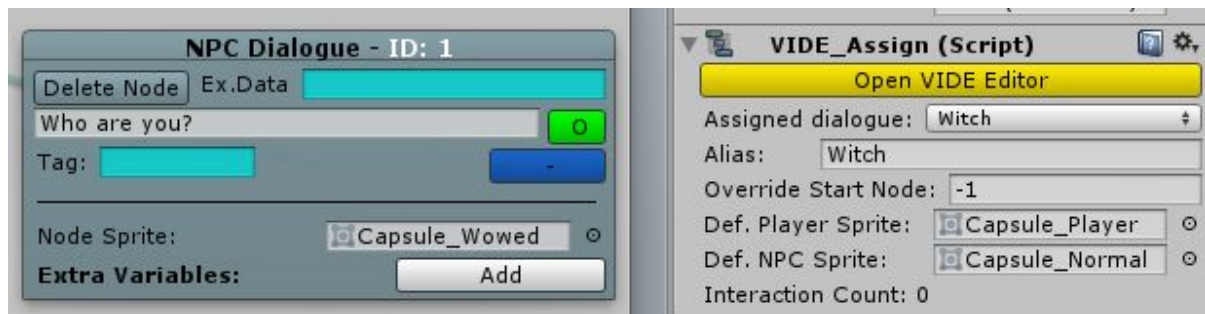 NPC Dialogue - ID: 1
Delete Node Ex.Data
Who are you? O
Tag: -
Node Sprite: Capsule_Wowed
Extra Variables: Add
VIDE_Assign (Script)
Open VIDE Editor
Assigned dialogue: Witch
Alias: Witch
Override Start Node: -1
Def. Player Sprite: Capsule_Player
Def. NPC Sprite: Capsule_Normal
Interaction Count: 0